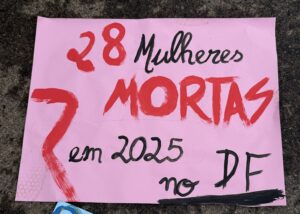 28 Mulheres
MORTAS
em 2025
no DF